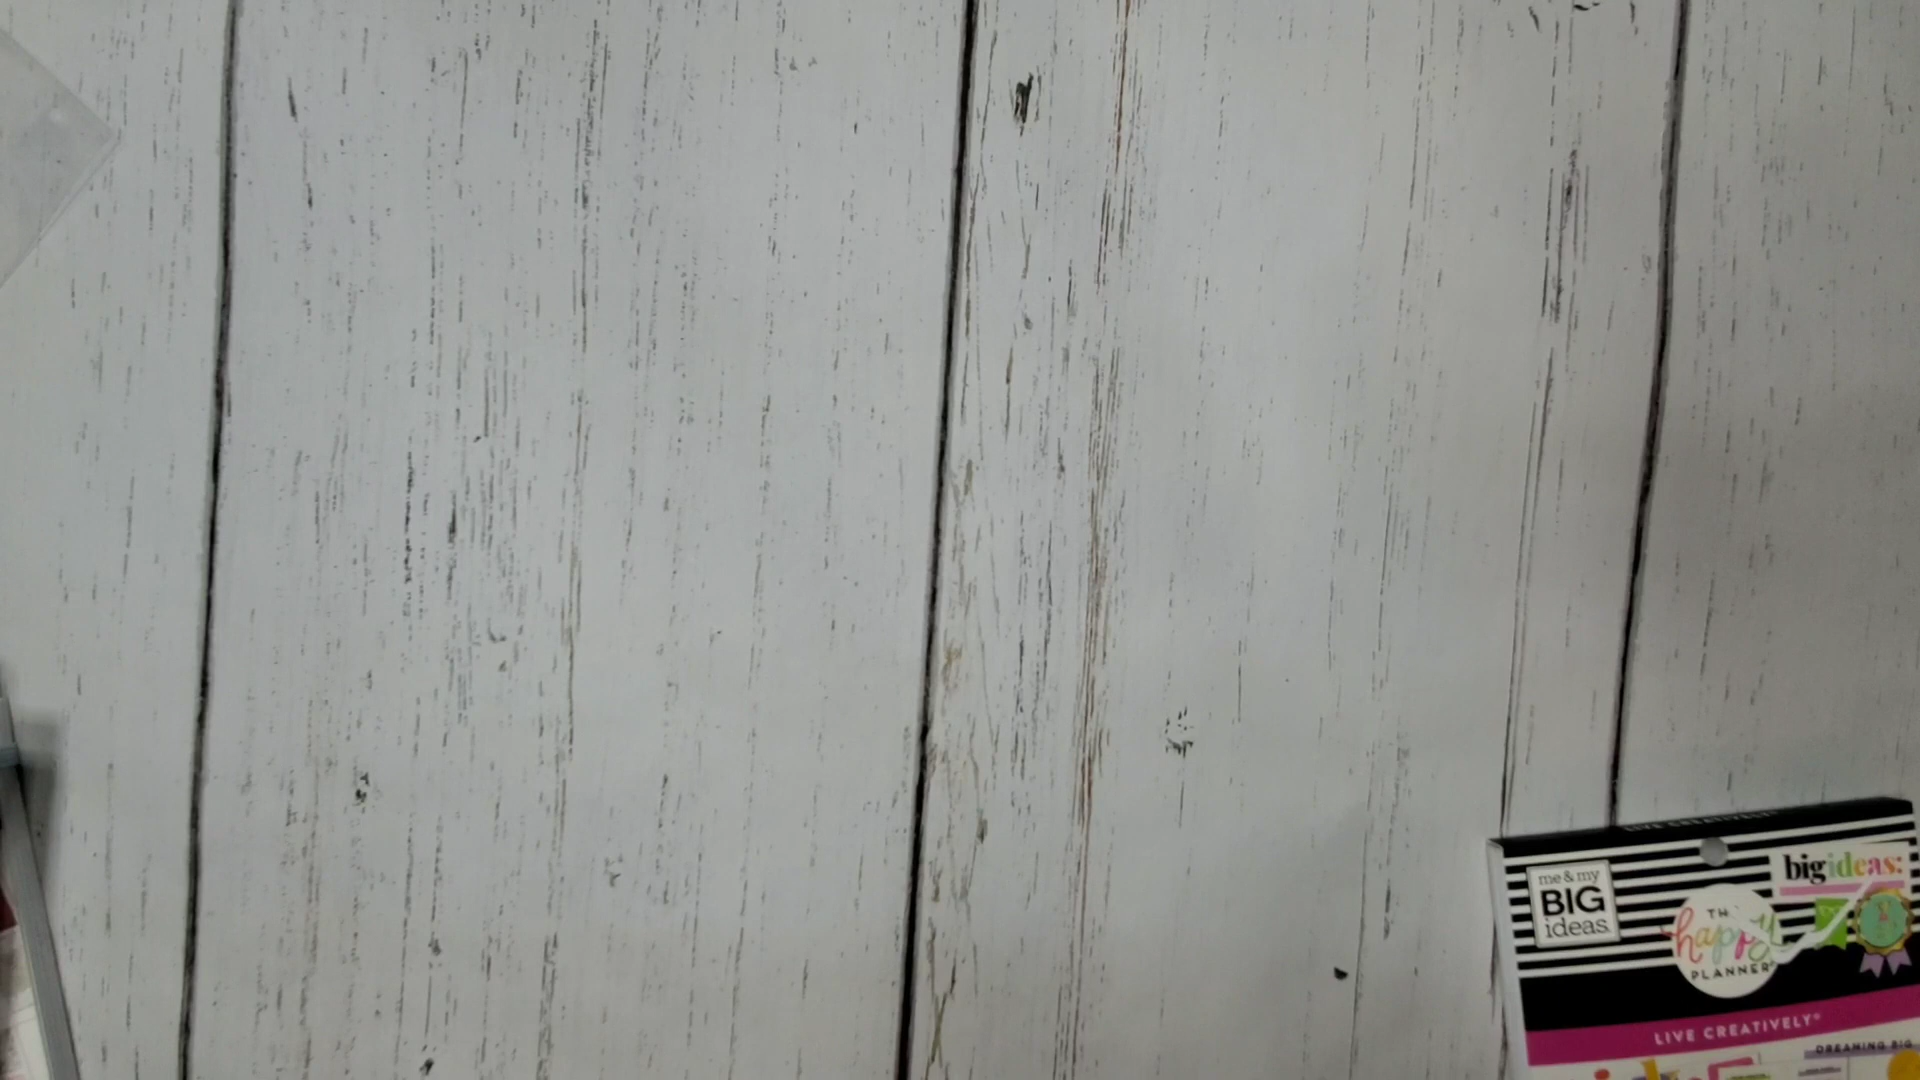 LIVE CREATIVELY
me & my
BIG
ideas.
big ideas:
THE
happy
PLANNER
LIVE CREATIVELY®
DREAMING BIG